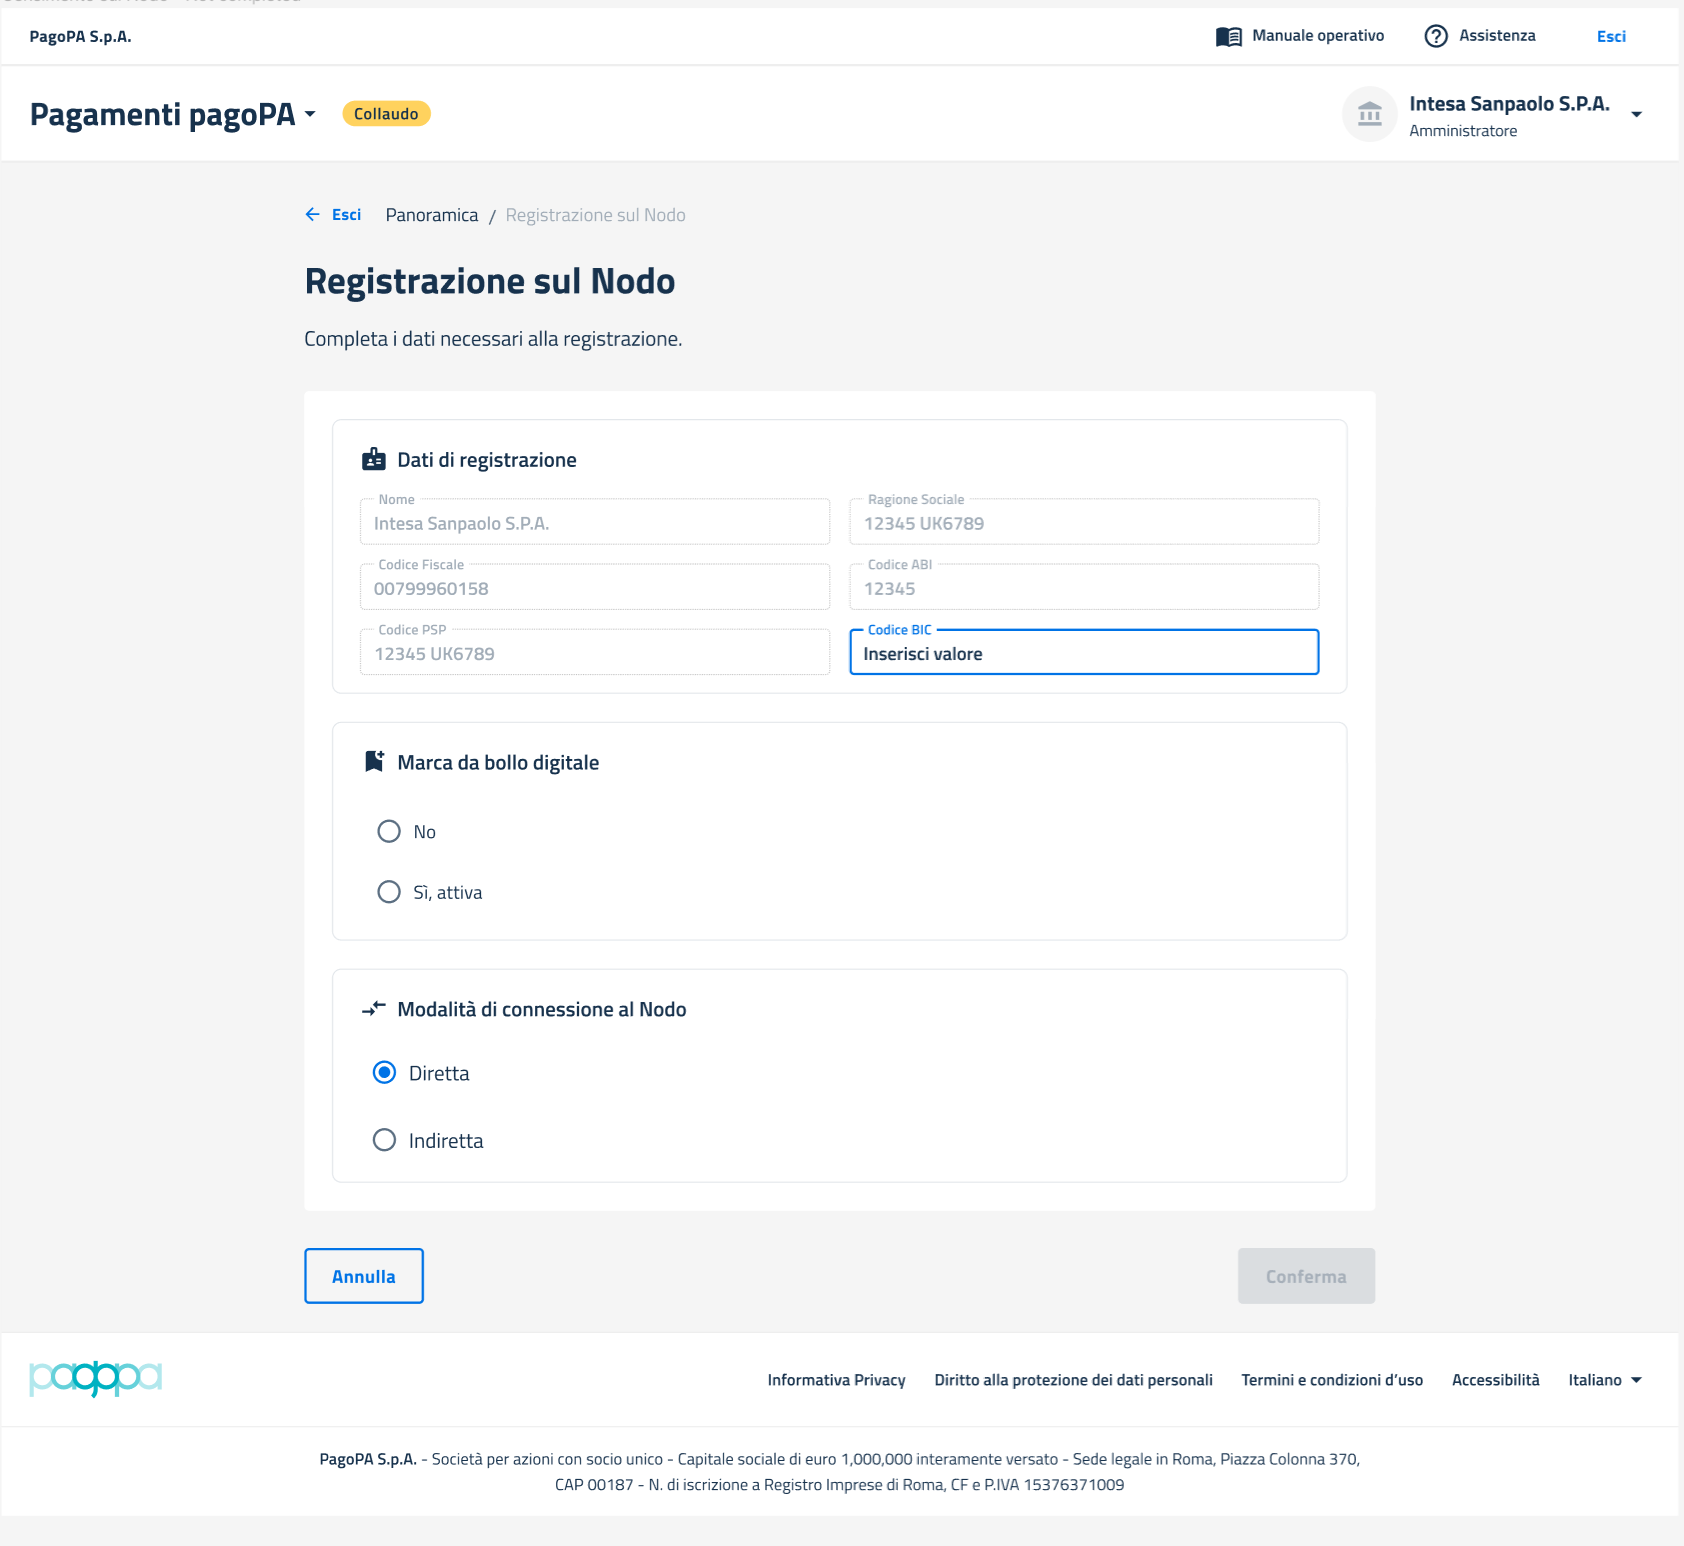 PagoPA S.p.A.
Manuale operativo
Assistenza
Esci
Pagamenti pagoPA
Collaudo
Intesa Sanpaolo S.P.A.
Amministratore
Esci
Panoramica / Registrazione sul Nodo
Registrazione sul Nodo
Completa i dati necessari alla registrazione.
Dati di registrazione
Nome
Intesa Sanpaolo S.P.A.
Ragione Sociale
12345 UK6789
Codice Fiscale
00799960158
Codice ABI
12345
Codice PSP
12345 UK6789
Codice BIC
Inserisci valore
Marca da bollo digitale
No
Sì, attiva
Modalità di connessione al Nodo
Diretta
Indiretta
Annulla
Conferma
pagopa
Informativa Privacy
Diritto alla protezione dei dati personali
Termini e condizioni d’uso
Accessibilità
Italiano
PagoPA S.p.A. - Società per azioni con socio unico - Capitale sociale di euro 1,000,000 interamente versato - Sede legale in Roma, Piazza Colonna 370,
CAP 00187 - N. di iscrizione a Registro Imprese di Roma, CF e P.IVA 15376371009